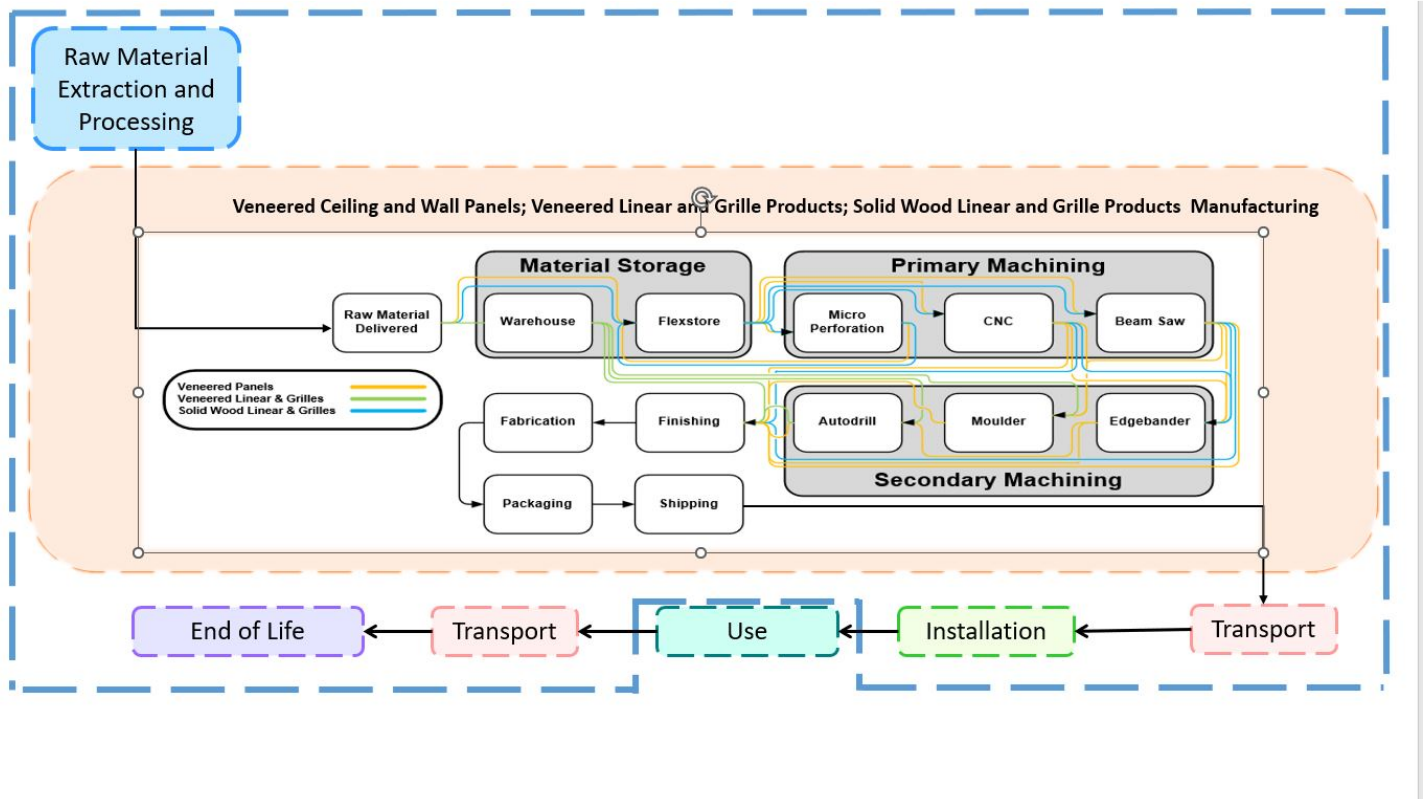 Raw Material
Extraction and
Processing
Veneered Ceiling and Wall Panels; Veneered Linear and Grille Products; Solid Wood Linear and Grille Products  Manufacturing
Material Storage
Primary Machining
Raw Material
Delivered
Warehouse
Flexstore
Micro
Perforation
CNC
Beam Saw
Veneered Panels
Veneered Linear & Grilles
Solid Wood Linear & Grilles
Fabrication
Finishing
Autodrill
Moulder
Edgebander
Secondary Machining
Packaging
Shipping
End of Life
Transport
Use
Installation
Transport